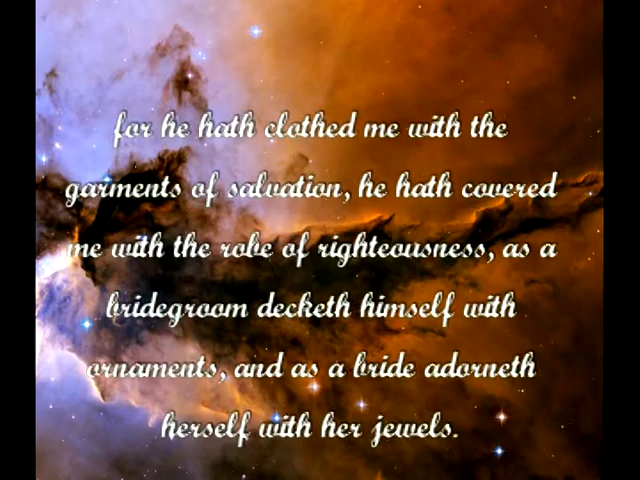 for he hath clothed me with the
garments of salvation, he hath covered
me with the robe of righteousness, as a
bridegroom decketh himself with
ornaments, and as a bride adorneth
herself with her jewels.